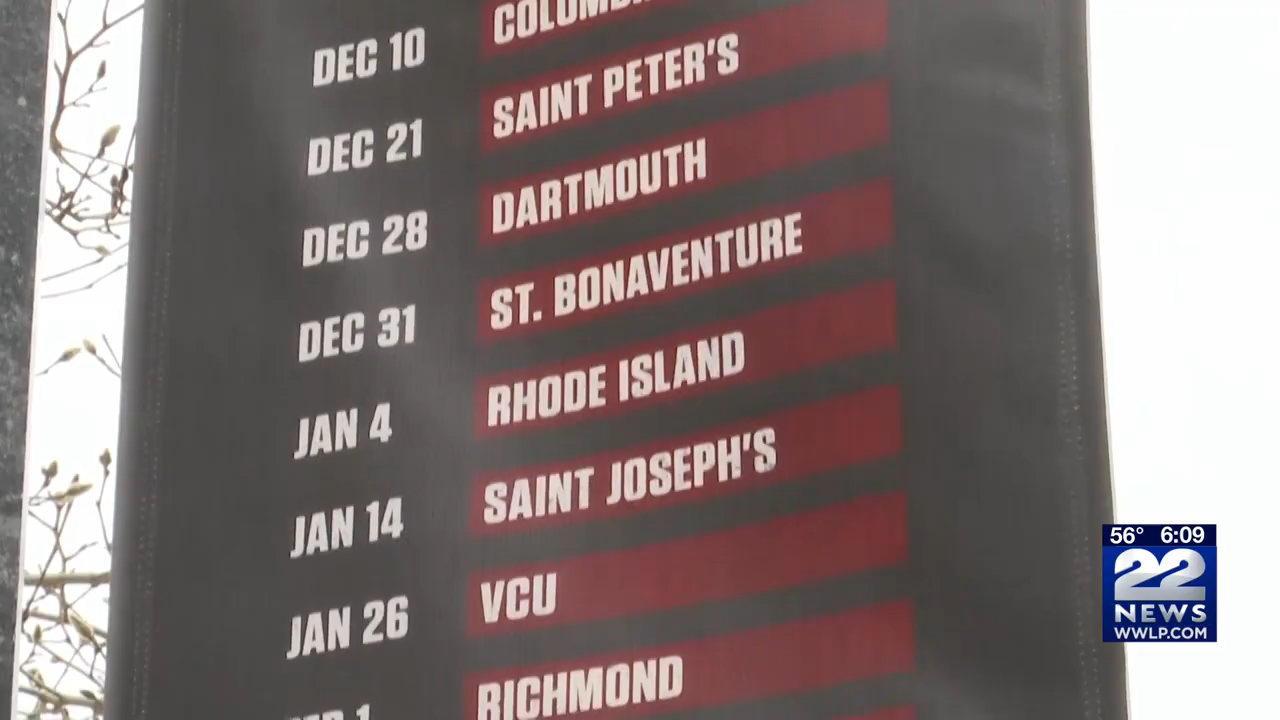 DEC 10
DEC 21 SAINT PETER'S
DEC 28 DARTMOUTH
DEC 31 ST. BONAVENTURE
JAN 4 RHODE ISLAND
JAN 14 SAINT JOSEPH'S
JAN 26 VCU
RICHMOND
56° 6:09
22
NEWS
WWLP.COM